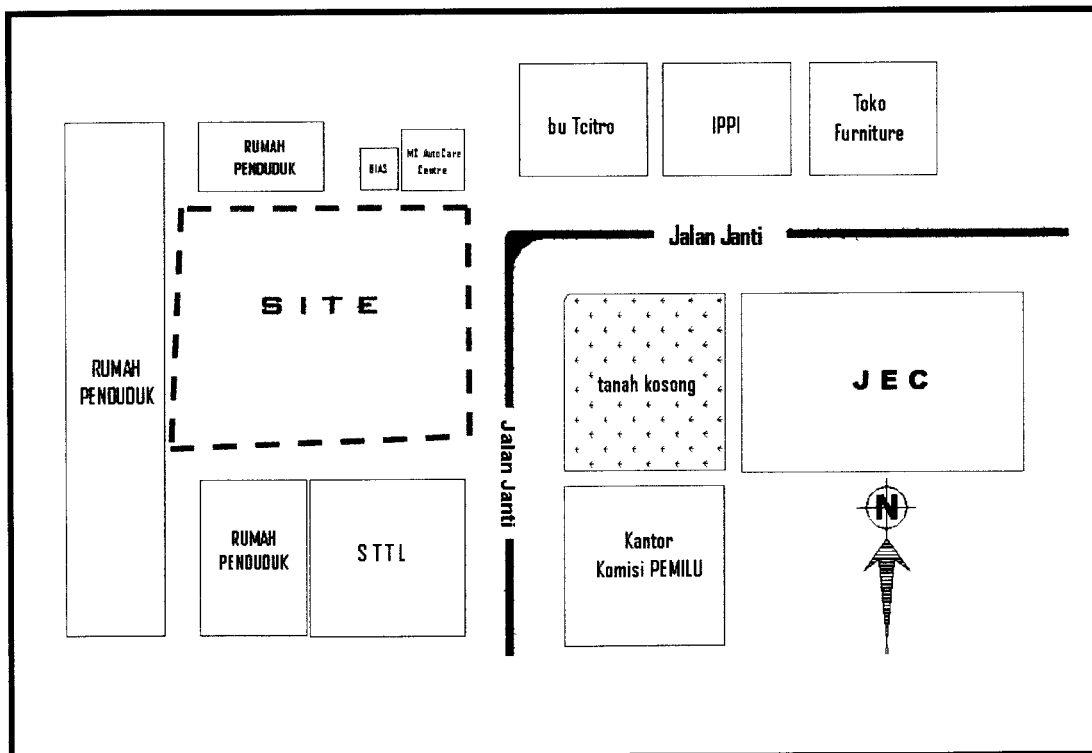 bu Tcitro
IPPI
Toko
Furniture
RUMAH
PENDUDUK
BIAS
MZ AutoCare
Centre
Jalan Janti
SITE
RUMAH
PENDUDUK
tanah kosong
JEC
Jalan Janti
N
RUMAH
PENDUDUK
STTL
Kantor
Komisi PEMILU